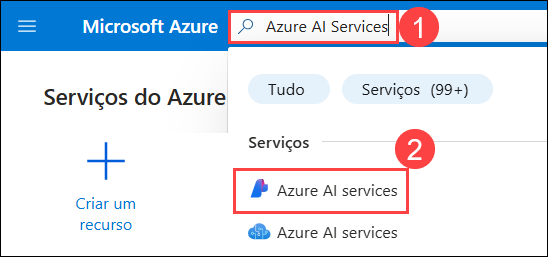 Microsoft Azure
Azure AI Services
1
Tudo
Serviços (99+)
Serviços do Azure
Serviços
2
Criar um
recurso
Azure AI services
Azure AI services